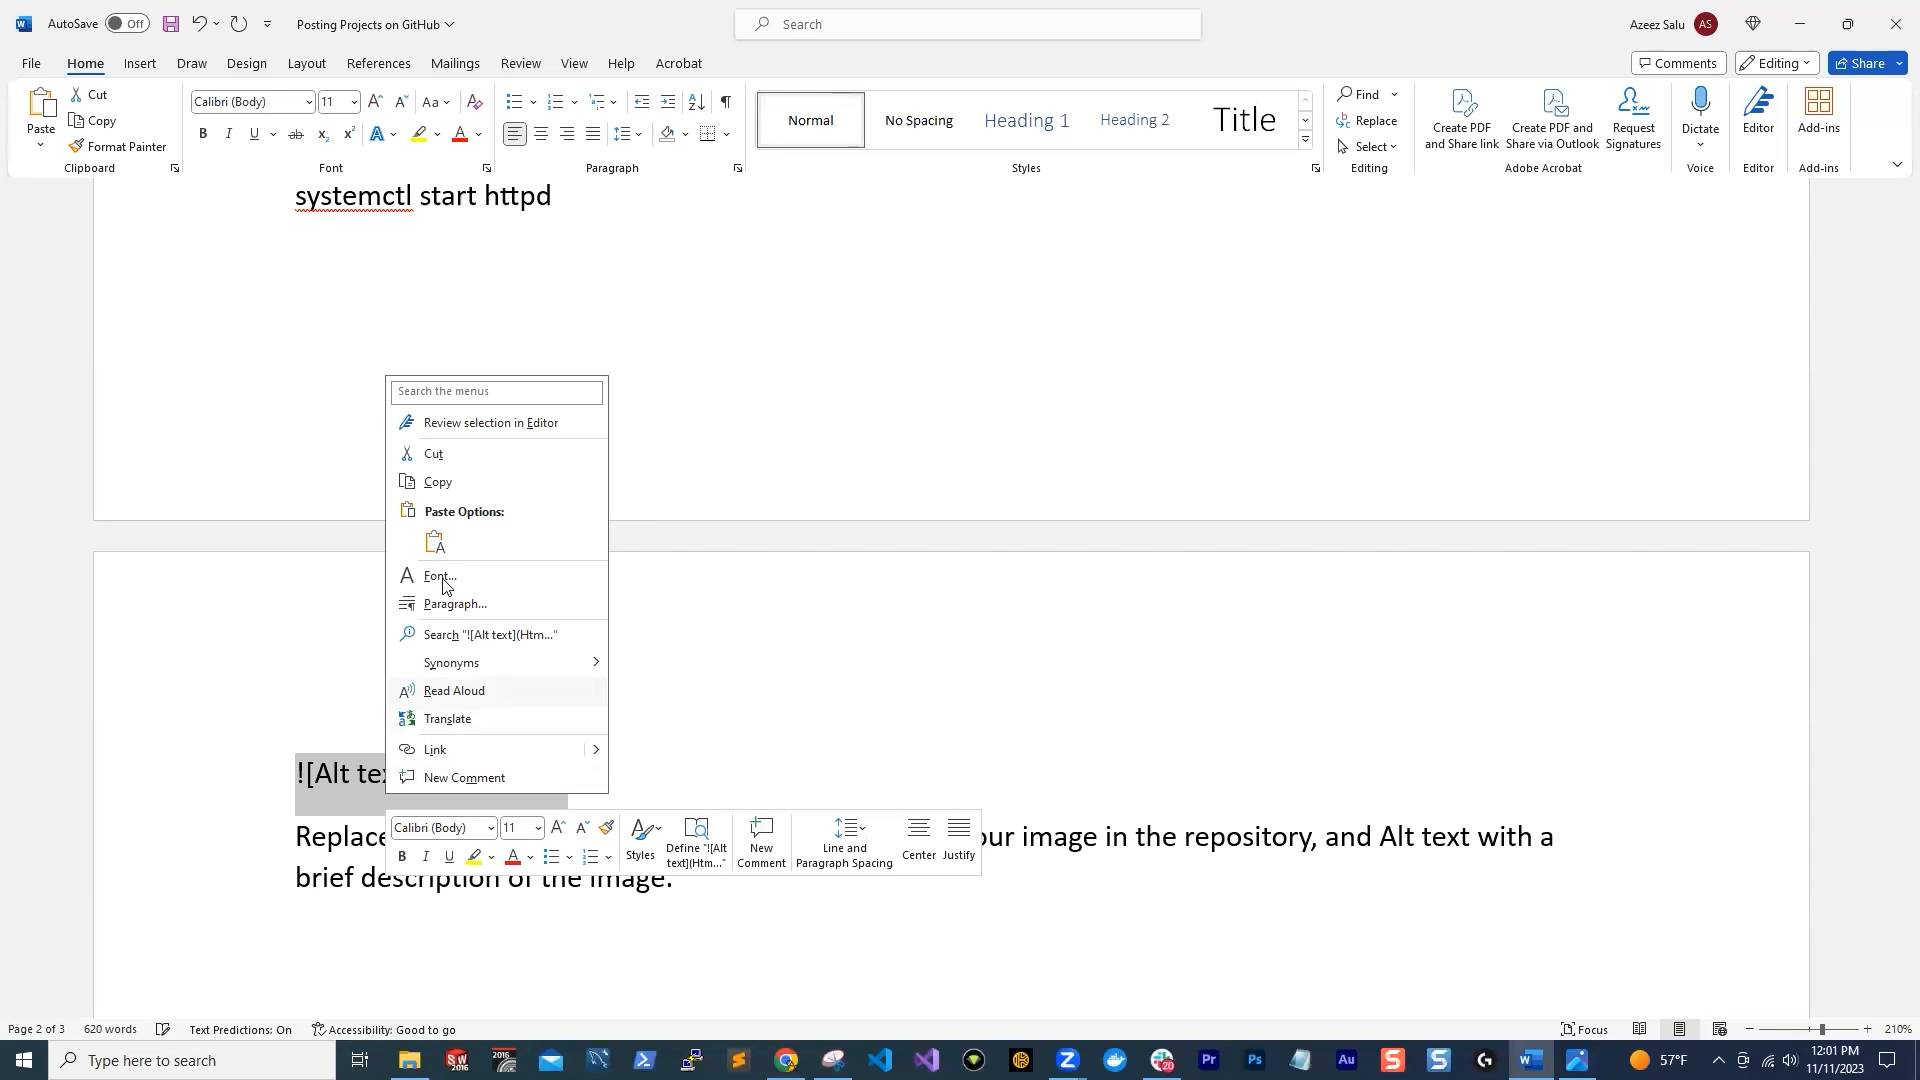 AutoSave Off Posting Projects on GitHub Search Azeez Salu AS
File Home Insert Draw Design Layout References Mailings Review View Help Acrobat Comments Editing Share
Paste
Cut
Copy
Format Painter
Clipboard
Calibri (Body) 11
Font
Paragraph
Normal No Spacing Heading 1 Heading 2 Title
Styles
Find
Replace
Select
Editing
Create PDF
and Share link
Create PDF and
Share via Outlook
Request
Signatures
Adobe Acrobat
Dictate
Voice
Editor
Editor
Add-ins
Add-ins
systemctl start httpd
Search the menus
Review selection in Editor
Cut
Copy
Paste Options:
Font...
Paragraph...
Search "![Alt text](Htm..."
Synonyms
Read Aloud
Translate
Link
New Comment
![Alt te
Calibri (Body) 11
Styles
Define "![Alt
text](Htm..."
New
Comment
Line and
Paragraph Spacing
Center
Justify
Replace our image in the repository, and Alt text with a
brief description of the image.
Page 2 of 3 620 words Text Predictions: On Accessibility: Good to go Focus 210%
Type here to search 57°F 12:01 PM
11/11/2023